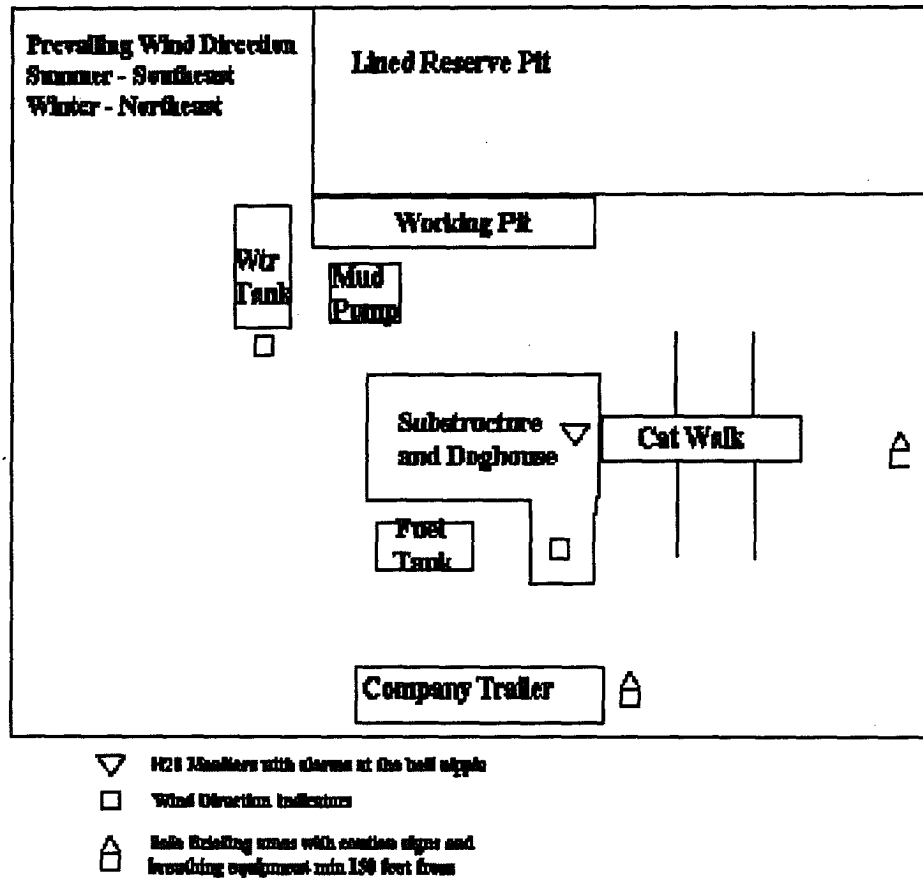 Prevailing Wind Direction
Summer - Southeast
Winter - Northeast
Lined Reserve Pit
Working Pit
Wtr
Tank
Mud
Pump
Substructure
and Doghouse
Cat Walk
Fuel
Tank
Company Trailer
H2S Monitors with alarms at the bell nipple
Wind Direction Indicators
Safe Briefing areas with caution signs and
breathing equipment min 150 feet from